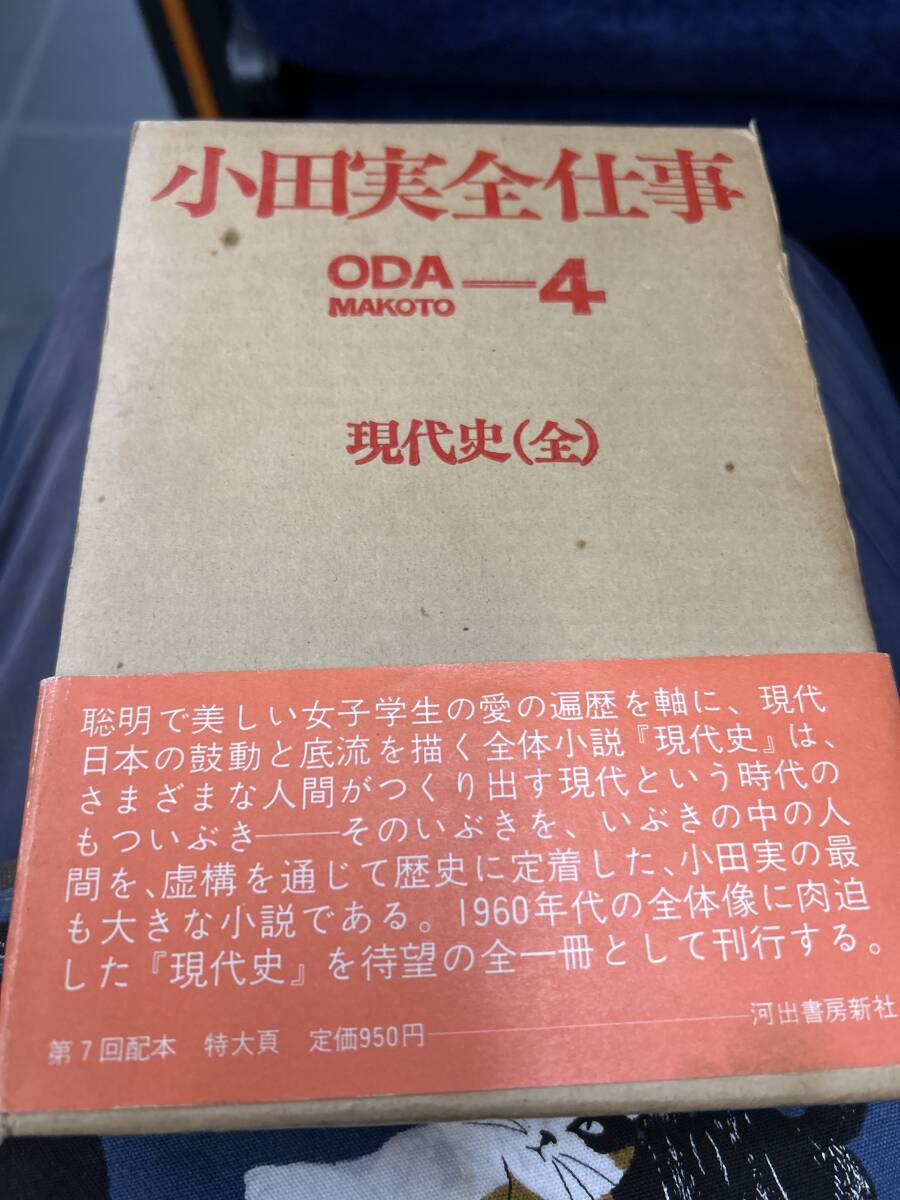 小田実全仕事
ODA
MAKOTO
—4
現代史(全)
聡明で美しい女子学生の愛の遍歴を軸に、現代
日本の鼓動と底流を描く全体小説『現代史』は、
さまざまな人間がつくり出す現代という時代の
もついぶき——そのいぶきを、いぶきの中の人
間を、虚構を通じて歴史に定着した、小田実の最
も大きな小説である。1960年代の全体像に肉迫
した『現代史』を待望の全一冊として刊行する。
第7回配本 特大頁 定価950円——河出書房新社